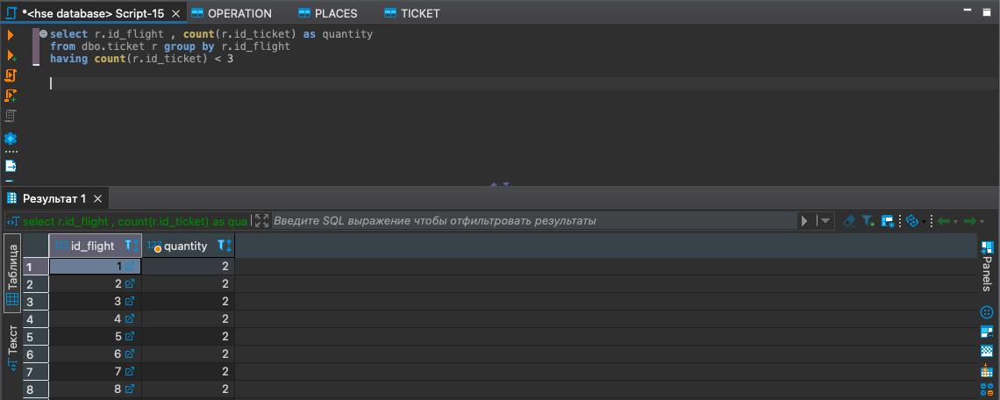 *<hse database> Script-15 OPERATION PLACES TICKET
select r.id_flight , count(r.id_ticket) as quantity
from dbo.ticket r group by r.id_flight
having count(r.id_ticket) < 3
Результат 1
select r.id_flight , count(r.id_ticket) as qua Введите SQL выражение чтобы отфильтровать результаты
Таблица
Текст
123 id_flight 123 quantity
1 1 2
2 2 2
3 3 2
4 4 2
5 5 2
6 6 2
7 7 2
8 8 2
Panels